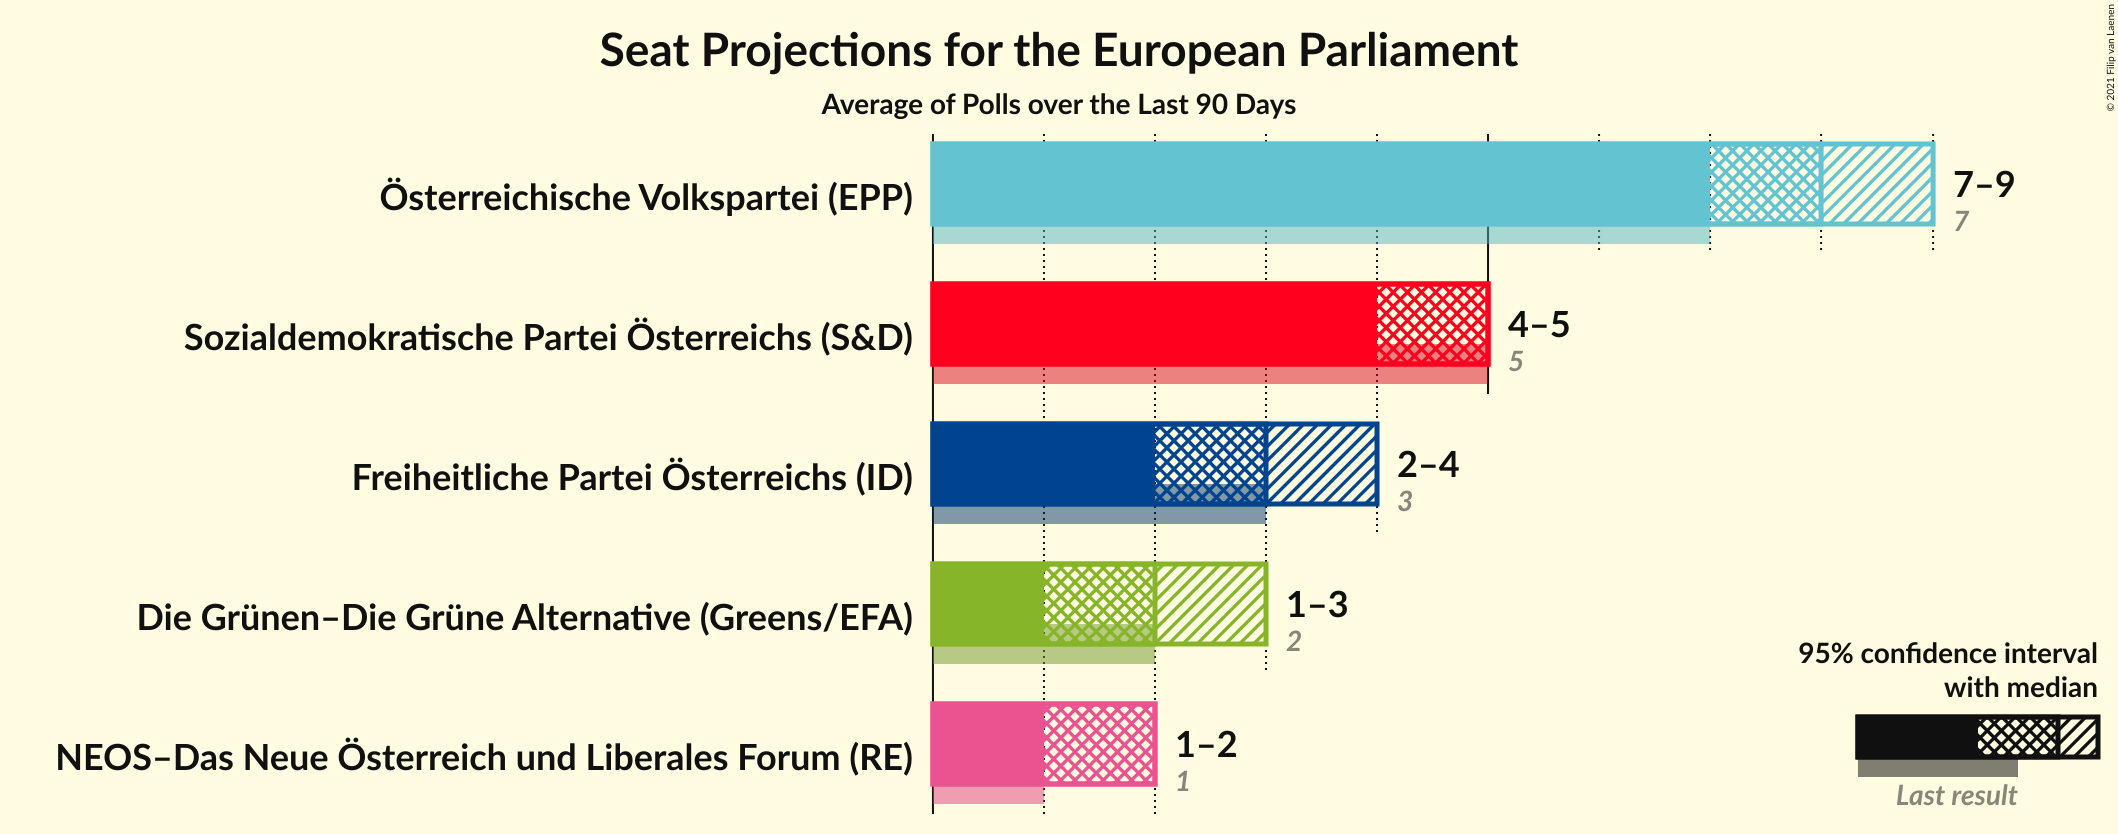 Seat Projections for the European Parliament
Average of Polls over the Last 90 Days
© 2021 Filip van Laenen
Österreichische Volkspartei (EPP)
7–9
7
Sozialdemokratische Partei Österreichs (S&D)
4–5
5
Freiheitliche Partei Österreichs (ID)
2–4
3
Die Grünen–Die Grüne Alternative (Greens/EFA)
1–3
2
NEOS–Das Neue Österreich und Liberales Forum (RE)
1–2
1
95% confidence interval
with median
Last result